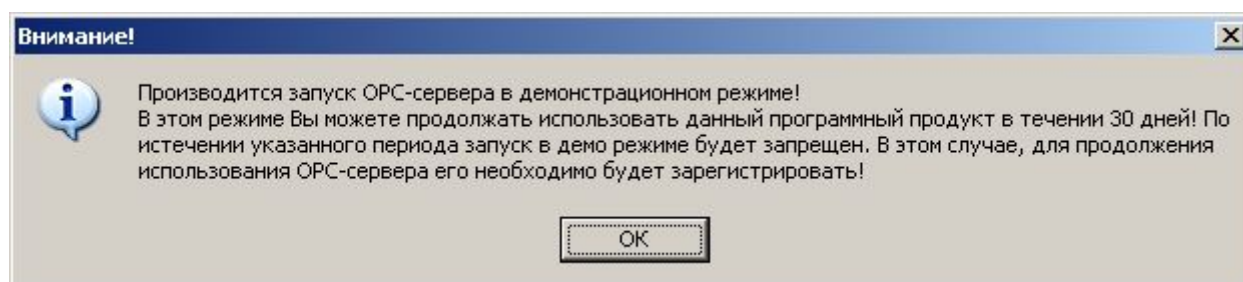 Внимание!
Производится запуск OPC-сервера в демонстрационном режиме!
В этом режиме Вы можете продолжать использовать данный программный продукт в течении 30 дней! По
истечении указанного периода запуск в демо режиме будет запрещен. В этом случае, для продолжения
использования OPC-сервера его необходимо будет зарегистрировать!
OK